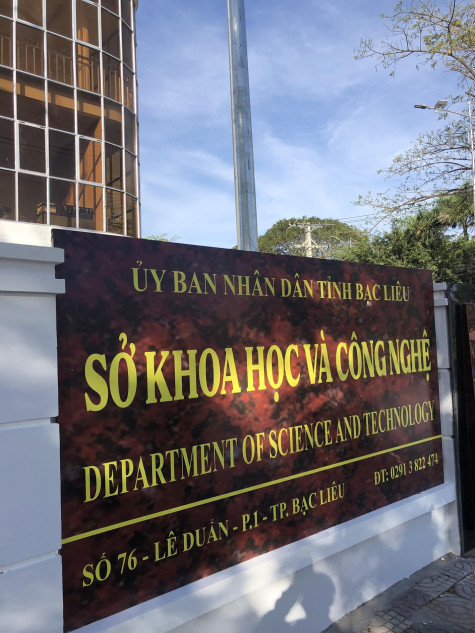 ỦY BAN NHÂN DÂN TỈNH BẠC LIÊU
SỞ KHOA HỌC VÀ CÔNG NGHỆ
DEPARTMENT OF SCIENCE AND TECHNOLOGY
ĐT: 0291 3 822 474
SỐ 76 - LÊ DUẨN - P.1 - TP. BẠC LIÊU